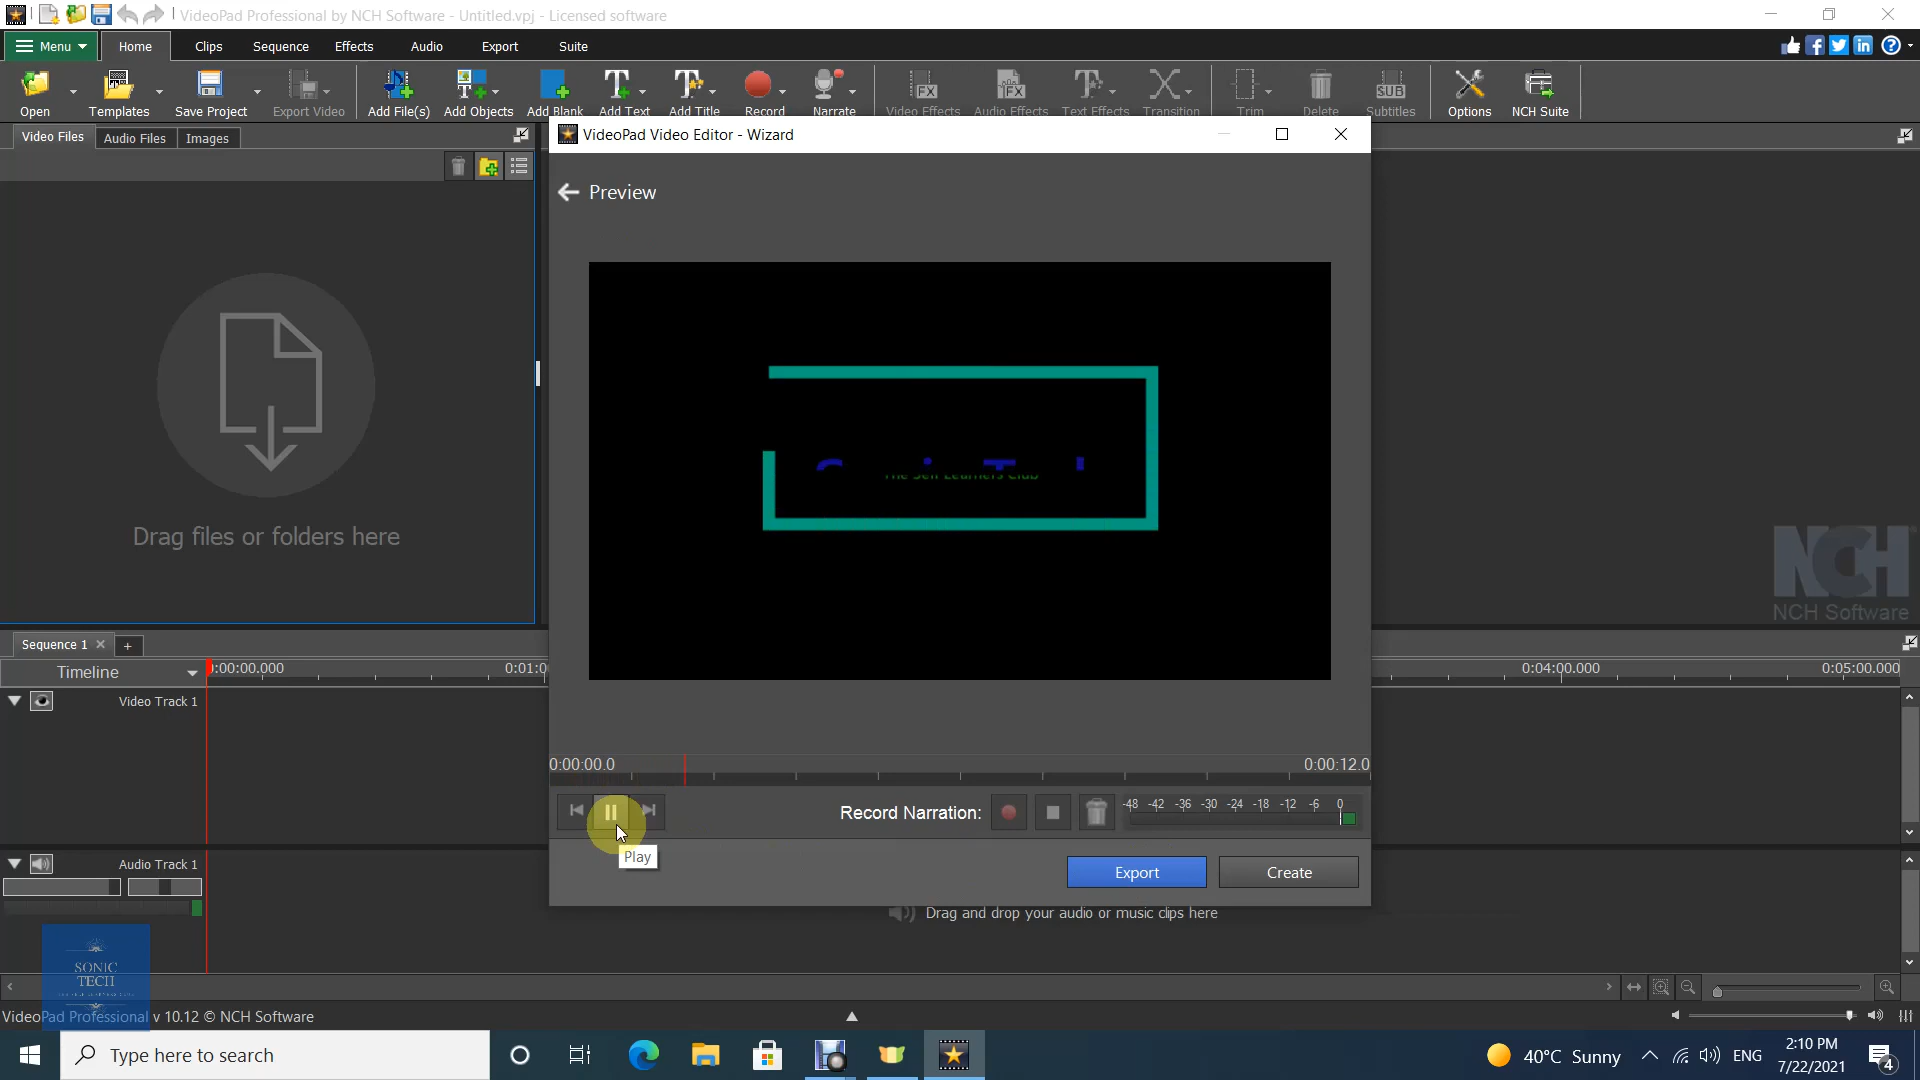 VideoPad Professional by NCH Software - Untitled.vpj - Licensed software
Menu Home Clips Sequence Effects Audio Export Suite
Open Templates Save Project Export Video Add File(s) Add Objects Add Blank Add Text Add Title Record Narrate Video Effects Audio Effects Text Effects Transition Trim Delete Subtitles Options NCH Suite
Video Files Audio Files Images
VideoPad Video Editor - Wizard
Preview
The Self Learners Club
Drag files or folders here
NCH
NCH Software
Sequence 1
Timeline
0:00:00.000
0:04:00.000 0:05:00.000
Video Track 1
0:00:00.0 0:00:12.0
Record Narration: -48 -42 -36 -30 -24 -18 -12 -6 0
Play
Export Create
Audio Track 1
Drag and drop your audio or music clips here
SONIC
TECH
VideoPad Professional v 10.12 © NCH Software
Type here to search
40°C Sunny ENG 2:10 PM
7/22/2021
4